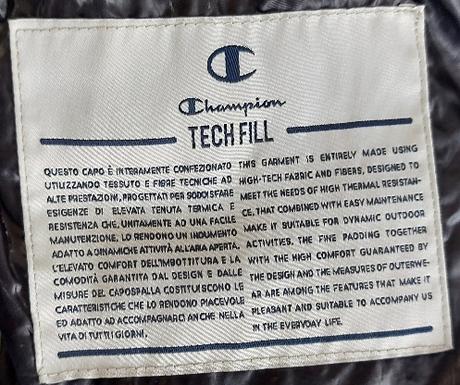 C
Champion
TECH FILL
QUESTO CAPO È INTERAMENTE CONFEZIONATO
UTILIZZANDO TESSUTO E FIBRE TECNICHE AD
ALTE PRESTAZIONI, PROGETTATI PER SODDISFARE
ESIGENZE DI ELEVATA TENUTA TERMICA E
RESISTENZA CHE, UNITAMENTE AD UNA FACILE
MANUTENZIONE, LO RENDONO UN INDUMENTO
ADATTO A DINAMICHE ATTIVITÀ ALL'ARIA APERTA.
L'ELEVATO COMFORT DELL'IMBOTTITURA E LA
COMODITÀ GARANTITA DAL DESIGN E DALLE
MISURE DEL CAPOSPALLA COSTITUISCONO LE
CARATTERISTICHE CHE LO RENDONO PIACEVOLE
ED ADATTO AD ACCOMPAGNARCI ANCHE NELLA
VITA DI TUTTI I GIORNI.
THIS GARMENT IS ENTIRELY MADE USING
HIGH-TECH FABRIC AND FIBERS, DESIGNED TO
MEET THE NEEDS OF HIGH THERMAL RESISTAN-
CE, THAT COMBINED WITH EASY MAINTENANCE
MAKE IT SUITABLE FOR DYNAMIC OUTDOOR
ACTIVITIES. THE FINE PADDING TOGETHER
WITH THE HIGH COMFORT GUARANTEED BY
THE DESIGN AND THE MEASURES OF OUTERWE-
AR ARE AMONG THE FEATURES THAT MAKE IT
PLEASANT AND SUITABLE TO ACCOMPANY US
IN THE EVERYDAY LIFE.